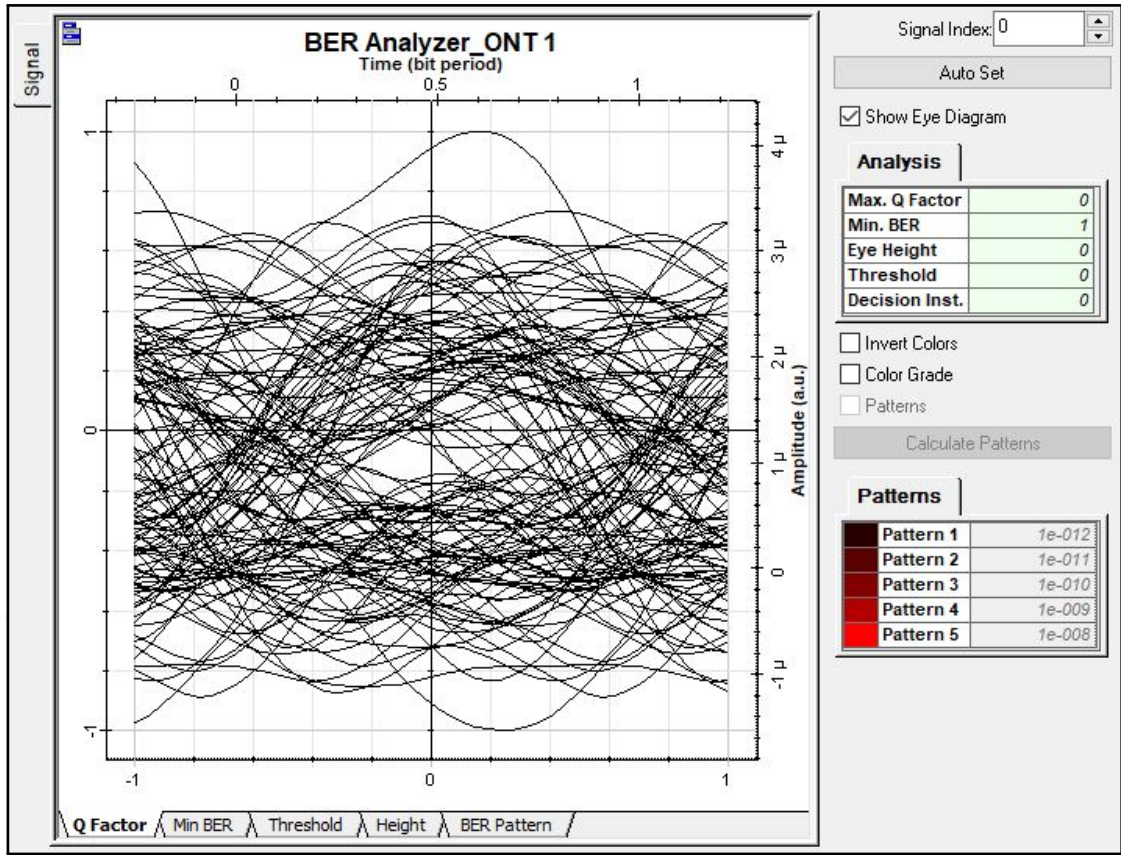 Signal
BER Analyzer_ONT 1
Time (bit period)
0 0.5 1
1
0
-1
4 µ
3 µ
2 µ
1 µ
0
-1 µ
Amplitude (a.u.)
-1 0 1
Q Factor Min BER Threshold Height BER Pattern
Signal Index: 0
Auto Set
Show Eye Diagram
Analysis
Max. Q Factor 0
Min. BER 1
Eye Height 0
Threshold 0
Decision Inst. 0
Invert Colors
Color Grade
Patterns
Calculate Patterns
Patterns
Pattern 1 1e-012
Pattern 2 1e-011
Pattern 3 1e-010
Pattern 4 1e-009
Pattern 5 1e-008